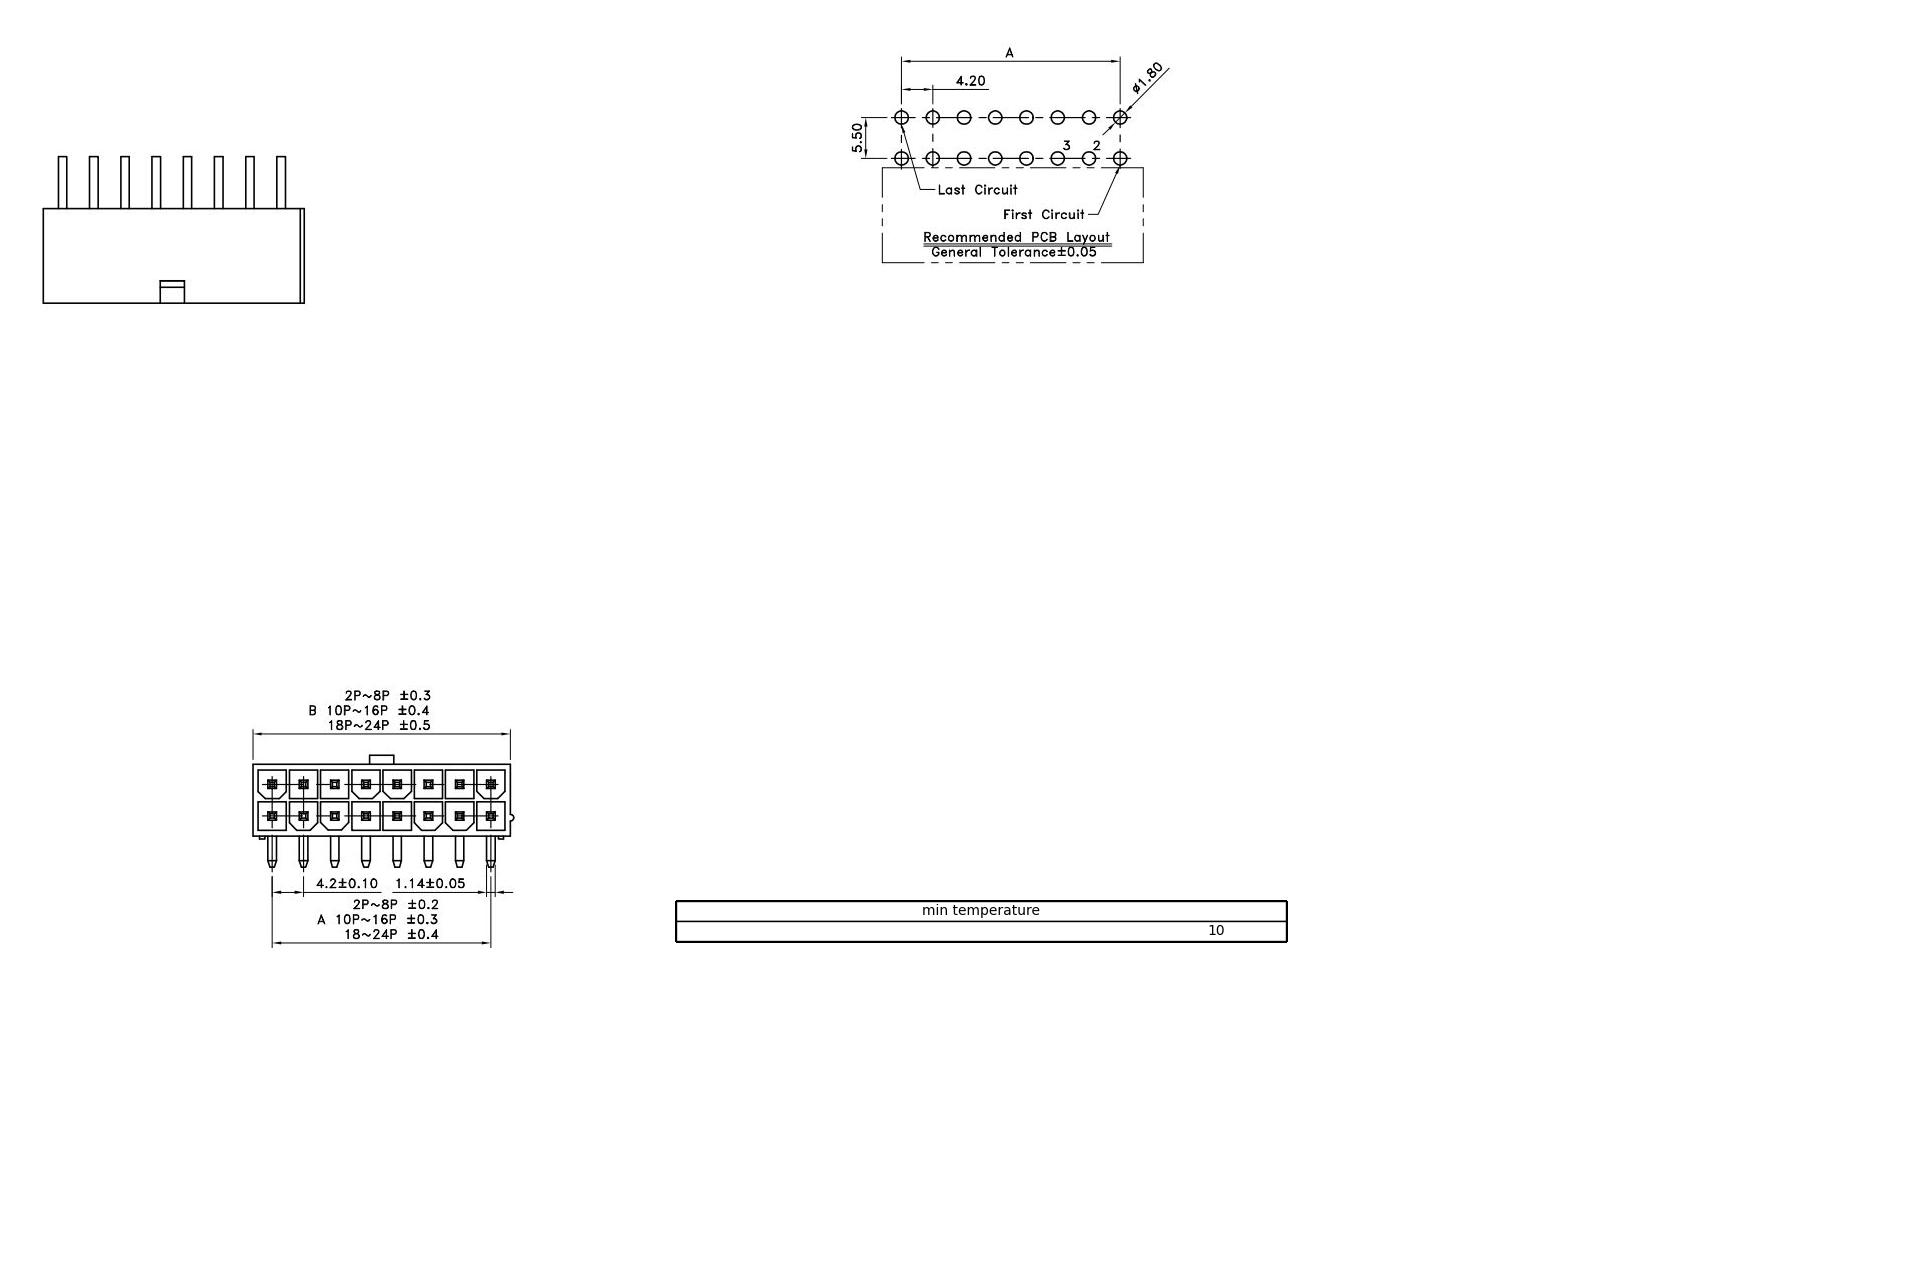 A
4.20
ø1.80
5.50
3 2
Last Circuit
First Circuit
Recommended PCB Layout
General Tolerance±0.05
2P~8P ±0.3
B 10P~16P ±0.4
18P~24P ±0.5
4.2±0.10 1.14±0.05
2P~8P ±0.2
A 10P~16P ±0.3
18~24P ±0.4
min temperature
10